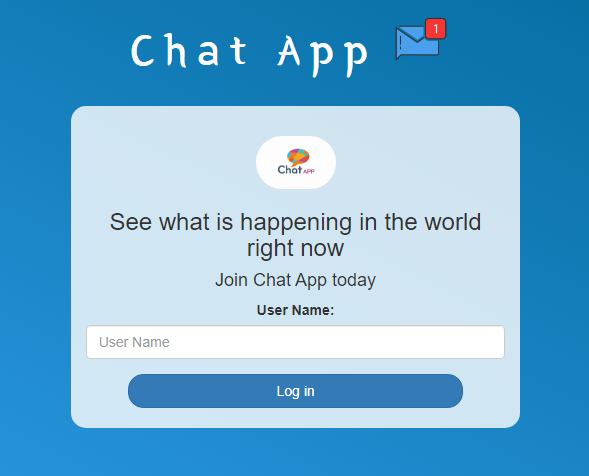 Chat App
1
Chat APP
See what is happening in the world
right now
Join Chat App today
User Name:
User Name
Log in